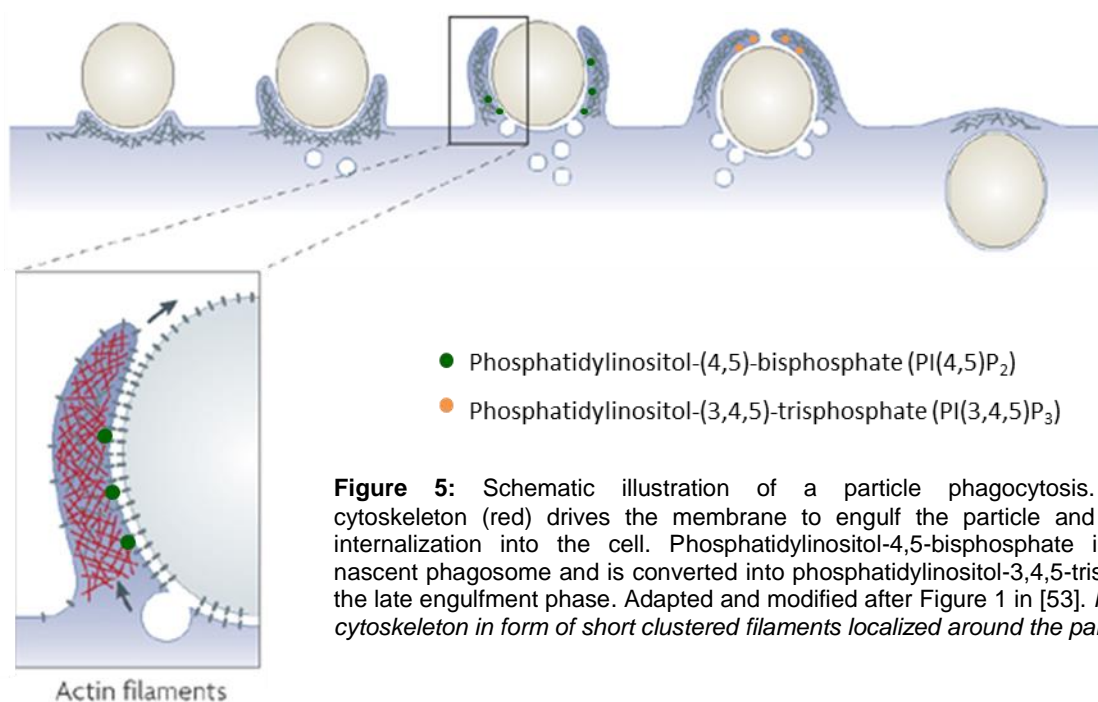 Phosphatidylinositol-(4,5)-bisphosphate (PI(4,5)P₂)
Phosphatidylinositol-(3,4,5)-trisphosphate (PI(3,4,5)P₃)
Figure 5: Schematic illustration of a particle phagocytosis.
cytoskeleton (red) drives the membrane to engulf the particle and
internalization into the cell. Phosphatidylinositol-4,5-bisphosphate
nascent phagosome and is converted into phosphatidylinositol-3,4,5-
the late engulfment phase. Adapted and modified after Figure 1 in [53].
cytoskeleton in form of short clustered filaments localized around the
Actin filaments